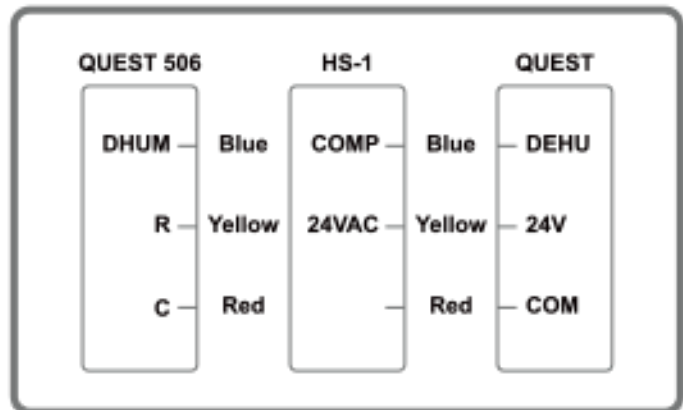 QUEST 506 HS-1 QUEST
DHUM Blue COMP Blue DEHU
R Yellow 24VAC Yellow 24V
C Red Red COM